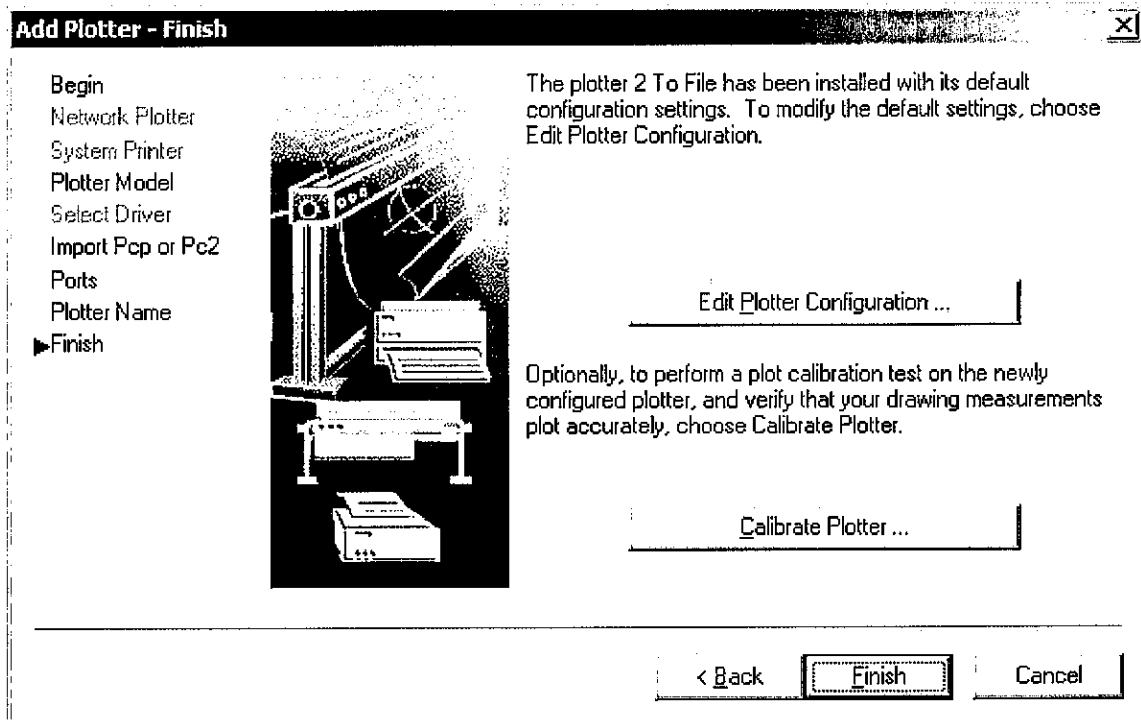 Add Plotter - Finish
Begin
Network Plotter
System Printer
Plotter Model
Select Driver
Import Pcp or Pc2
Ports
Plotter Name
Finish
The plotter 2 To File has been installed with its default
configuration settings. To modify the default settings, choose
Edit Plotter Configuration.
Edit Plotter Configuration ...
Optionally, to perform a plot calibration test on the newly
configured plotter, and verify that your drawing measurements
plot accurately, choose Calibrate Plotter.
Calibrate Plotter ...
< Back
Finish
Cancel